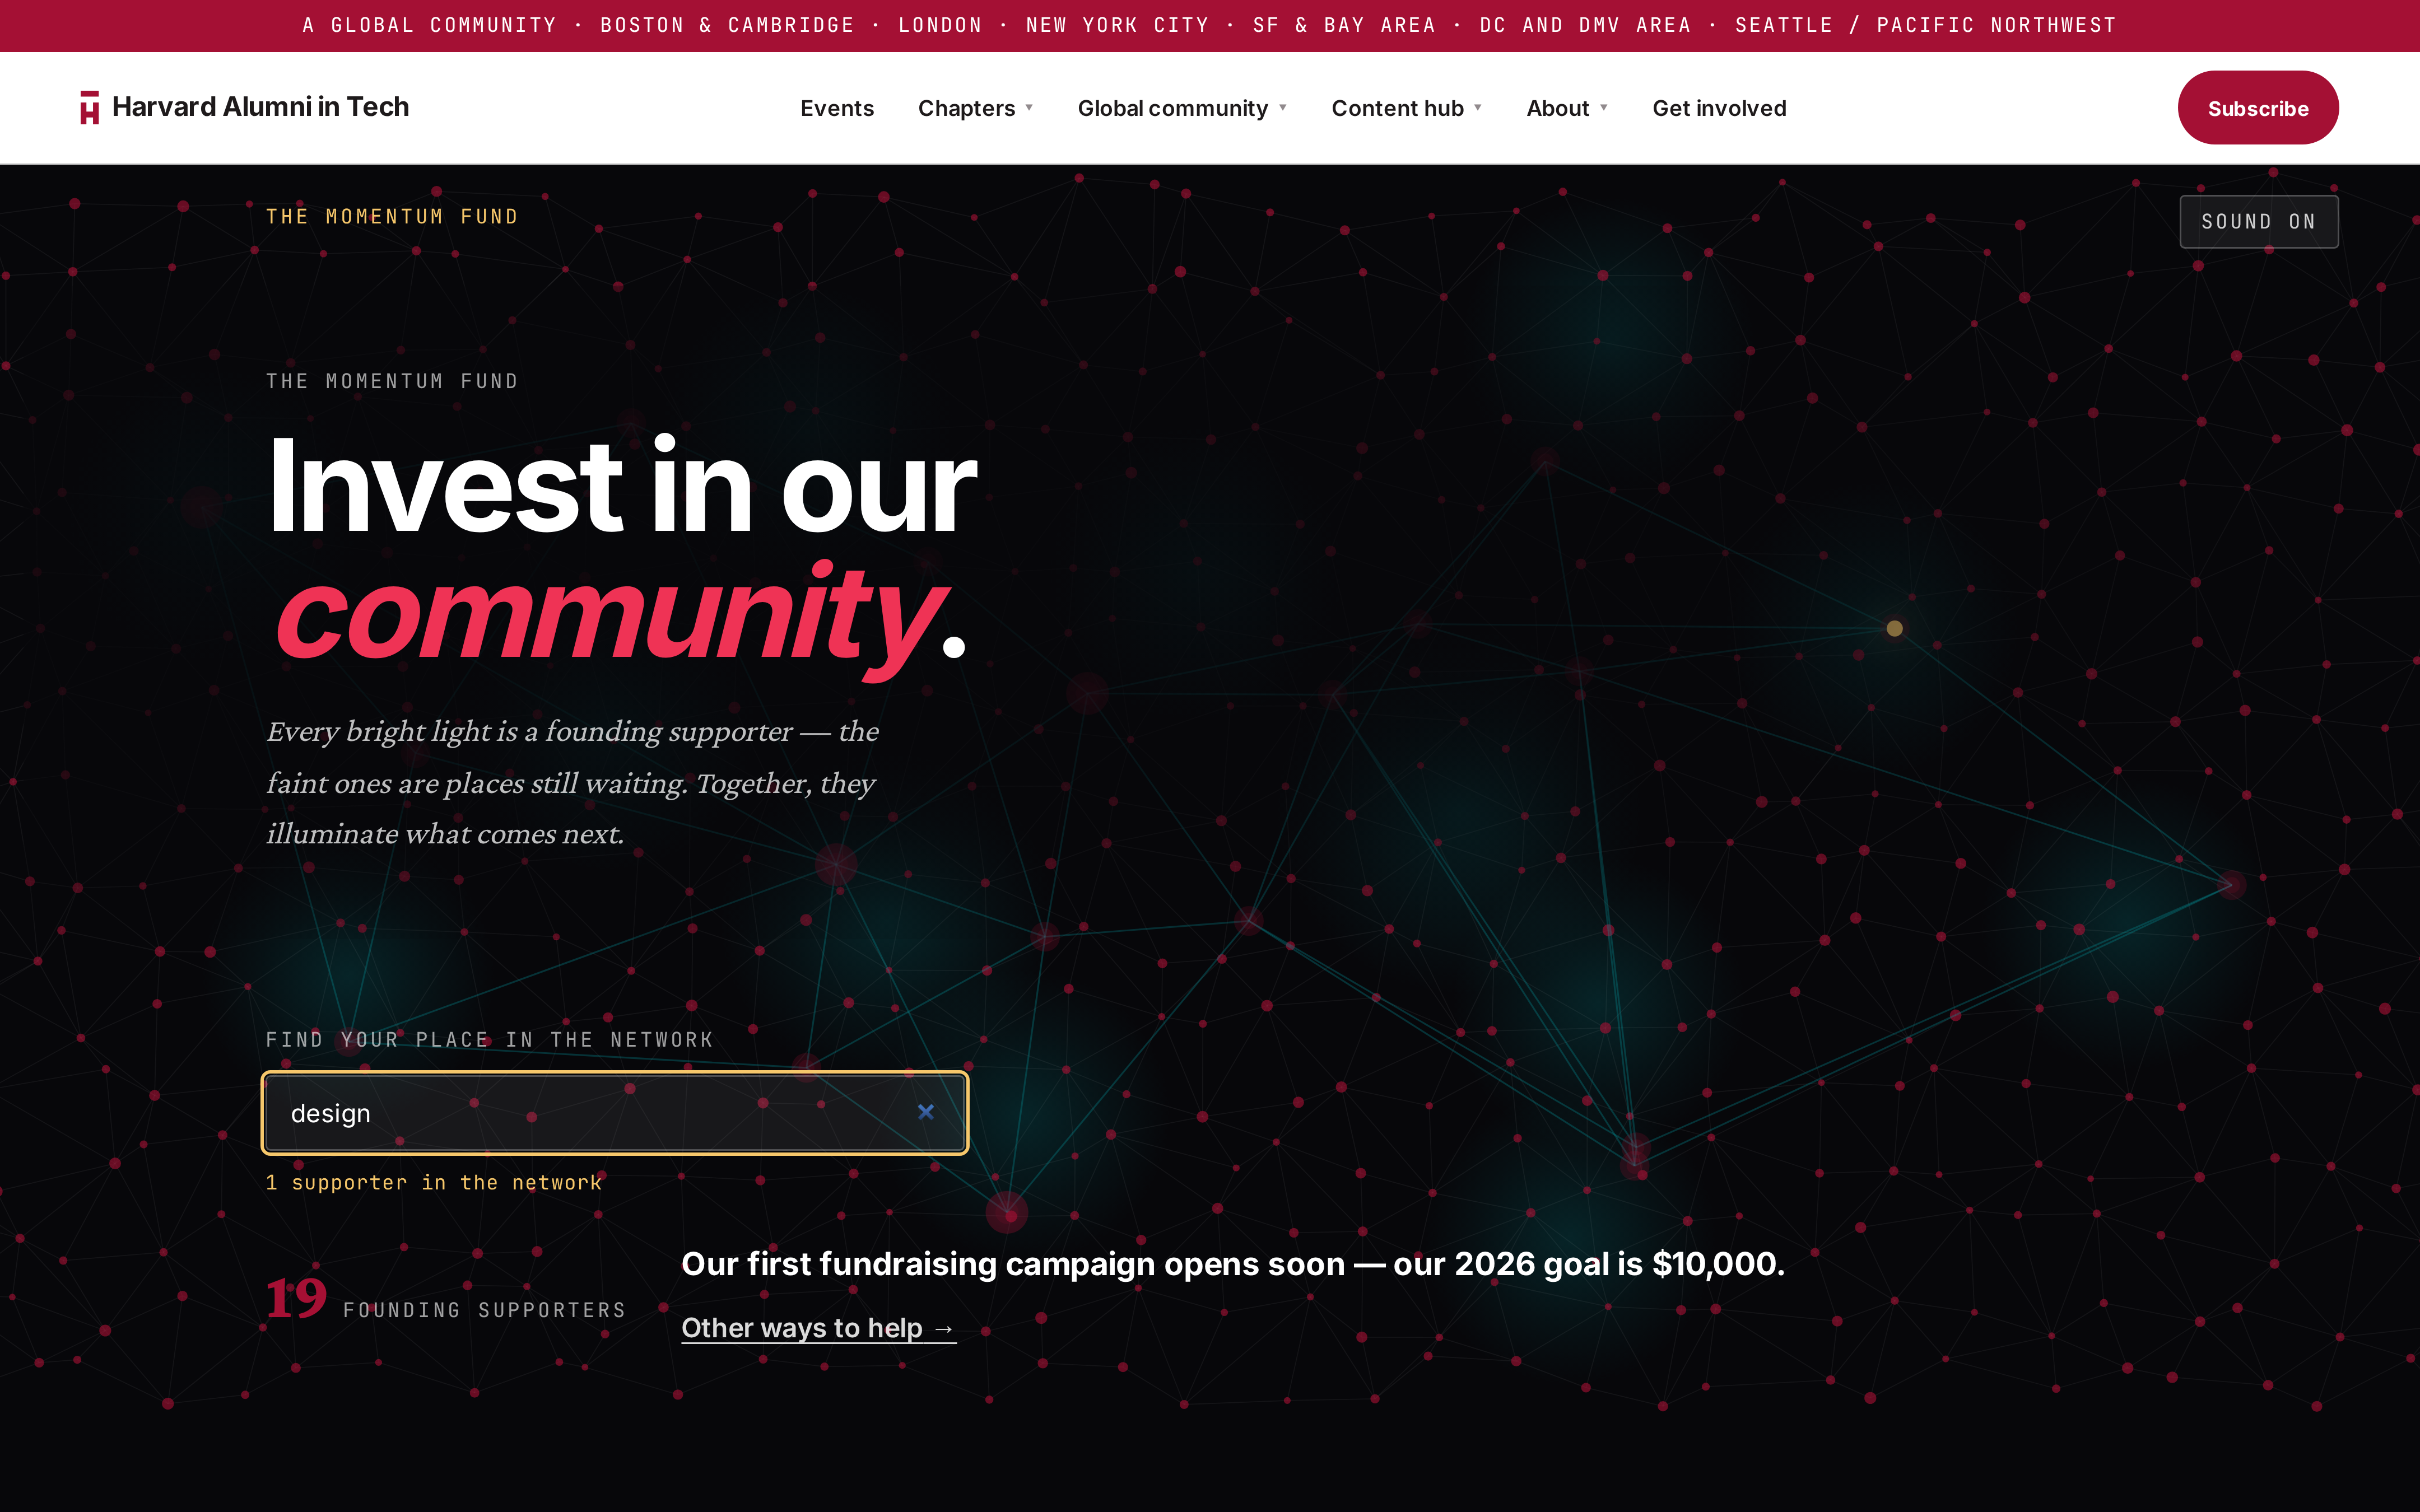 A GLOBAL COMMUNITY · BOSTON & CAMBRIDGE · LONDON · NEW YORK CITY · SF & BAY AREA · DC AND DMV AREA · SEATTLE / PACIFIC NORTHWEST
Harvard Alumni in Tech
Events Chapters Global community Content hub About Get involved
Subscribe
THE MOMENTUM FUND
SOUND ON
THE MOMENTUM FUND
Invest in our
community.
Every bright light is a founding supporter — the
faint ones are places still waiting. Together, they
illuminate what comes next.
FIND YOUR PLACE IN THE NETWORK
design
1 supporter in the network
19 FOUNDING SUPPORTERS
Our first fundraising campaign opens soon — our 2026 goal is $10,000.
Other ways to help →